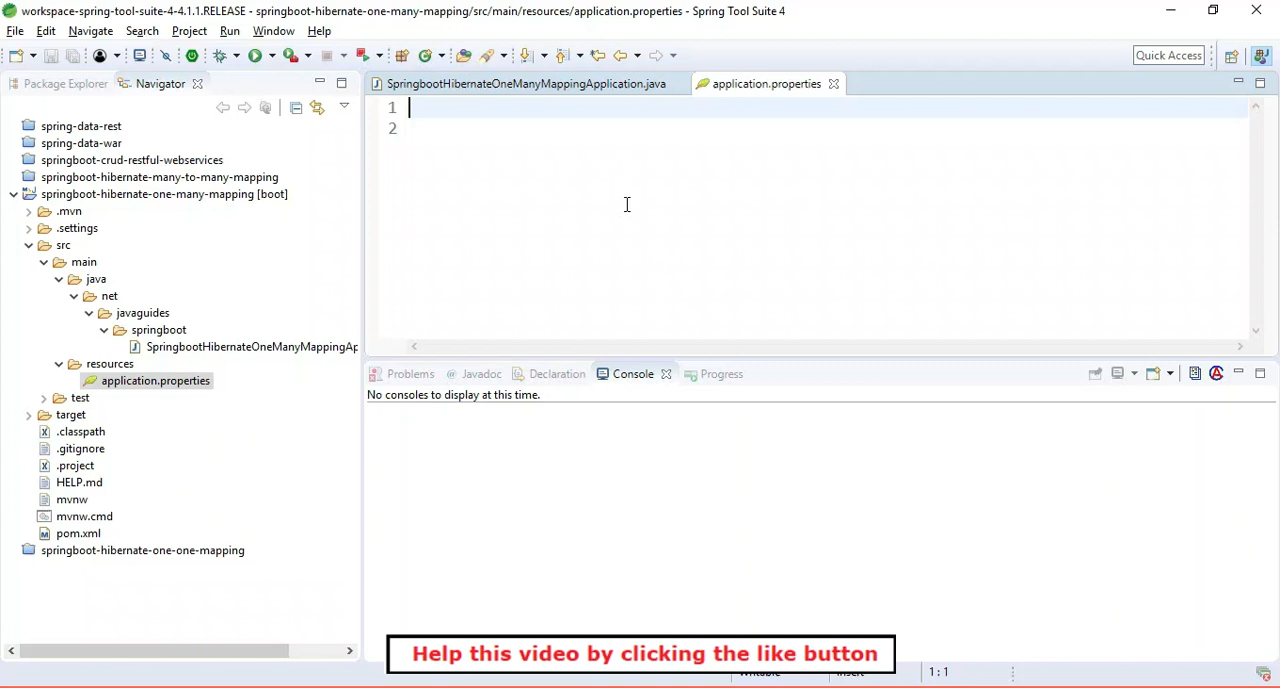 workspace-spring-tool-suite-4-4.1.1.RELEASE - springboot-hibernate-one-many-mapping/src/main/resources/application.properties - Spring Tool Suite 4
File Edit Navigate Search Project Run Window Help
Quick Access
Package Explorer Navigator
SpringbootHibernateOneManyMappingApplication.java application.properties
1
2
spring-data-rest
spring-data-war
springboot-crud-restful-webservices
springboot-hibernate-many-to-many-mapping
springboot-hibernate-one-many-mapping [boot]
.mvn
.settings
src
main
java
net
javaguides
springboot
SpringbootHibernateOneManyMappingAp
resources
application.properties
test
target
.classpath
.gitignore
.project
HELP.md
mvnw
mvnw.cmd
pom.xml
springboot-hibernate-one-one-mapping
Problems @ Javadoc Declaration Console Progress
No consoles to display at this time.
Help this video by clicking the like button
1 : 1